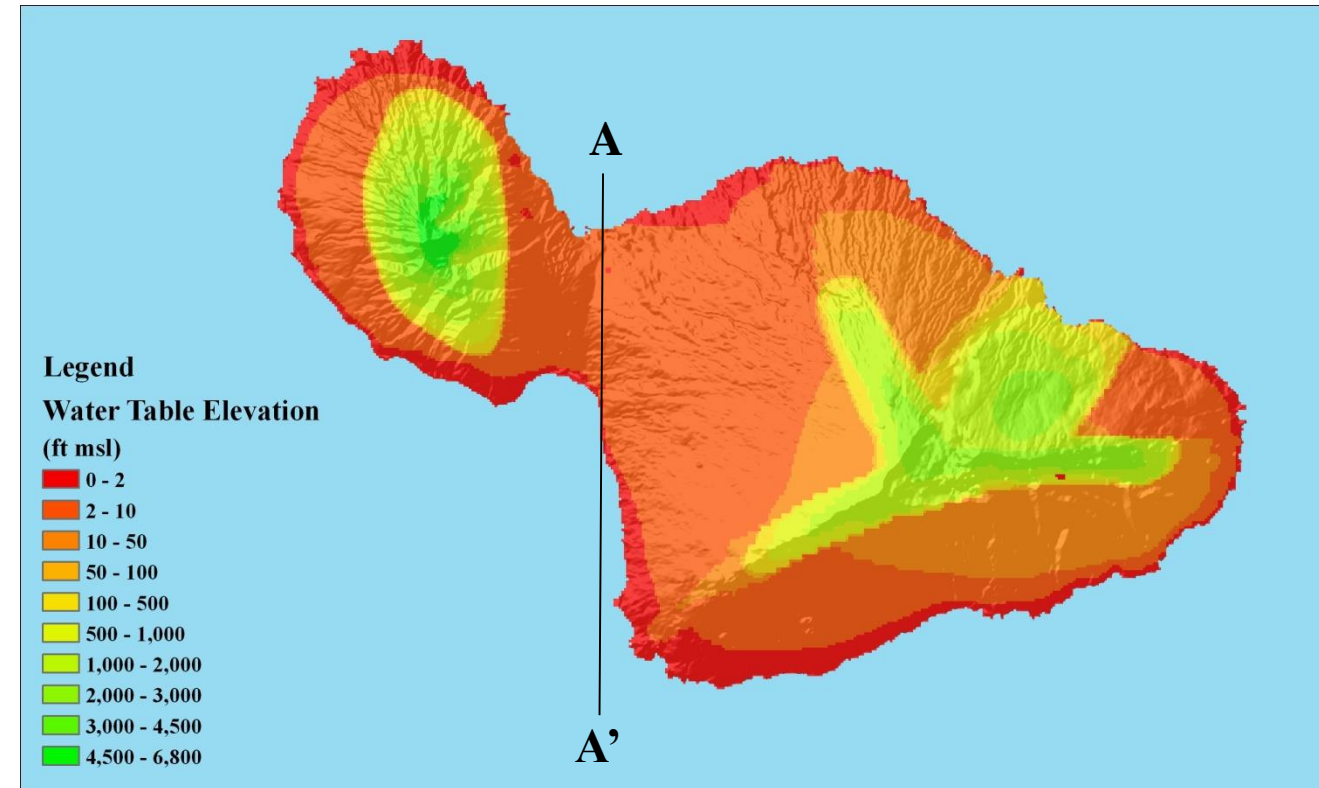 A
Legend
Water Table Elevation
(ft msl)
0 - 2
2 - 10
10 - 50
50 - 100
100 - 500
500 - 1,000
1,000 - 2,000
2,000 - 3,000
3,000 - 4,500
4,500 - 6,800
A’